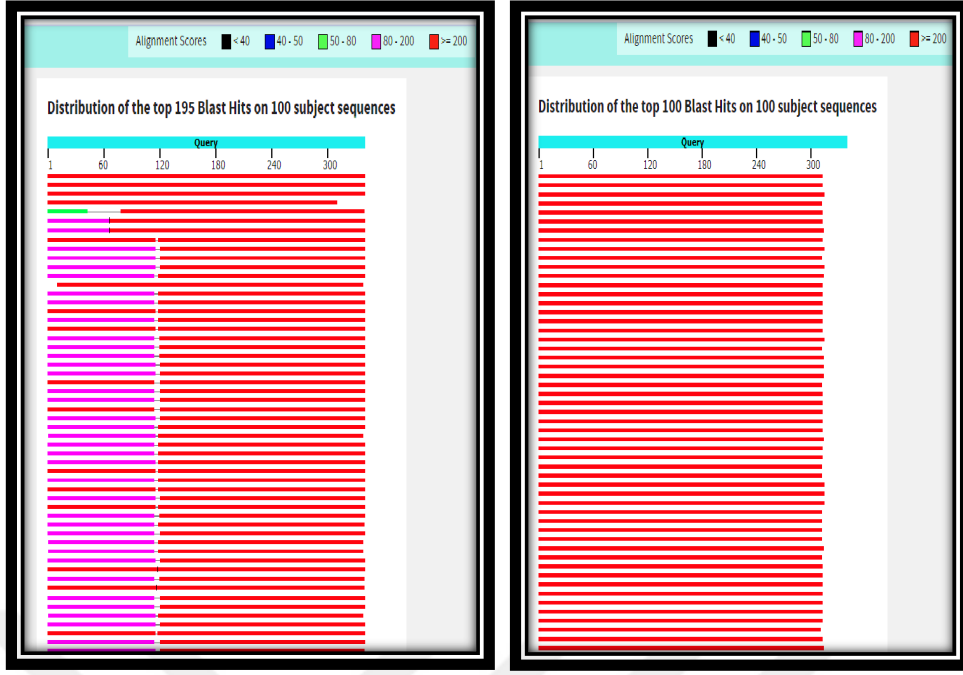 Alignment Scores < 40 40 - 50 50 - 80 80 - 200 >= 200
Distribution of the top 195 Blast Hits on 100 subject sequences
Query
1 60 120 180 240 300
Alignment Scores < 40 40 - 50 50 - 80 80 - 200 >= 200
Distribution of the top 100 Blast Hits on 100 subject sequences
Query
1 60 120 180 240 300